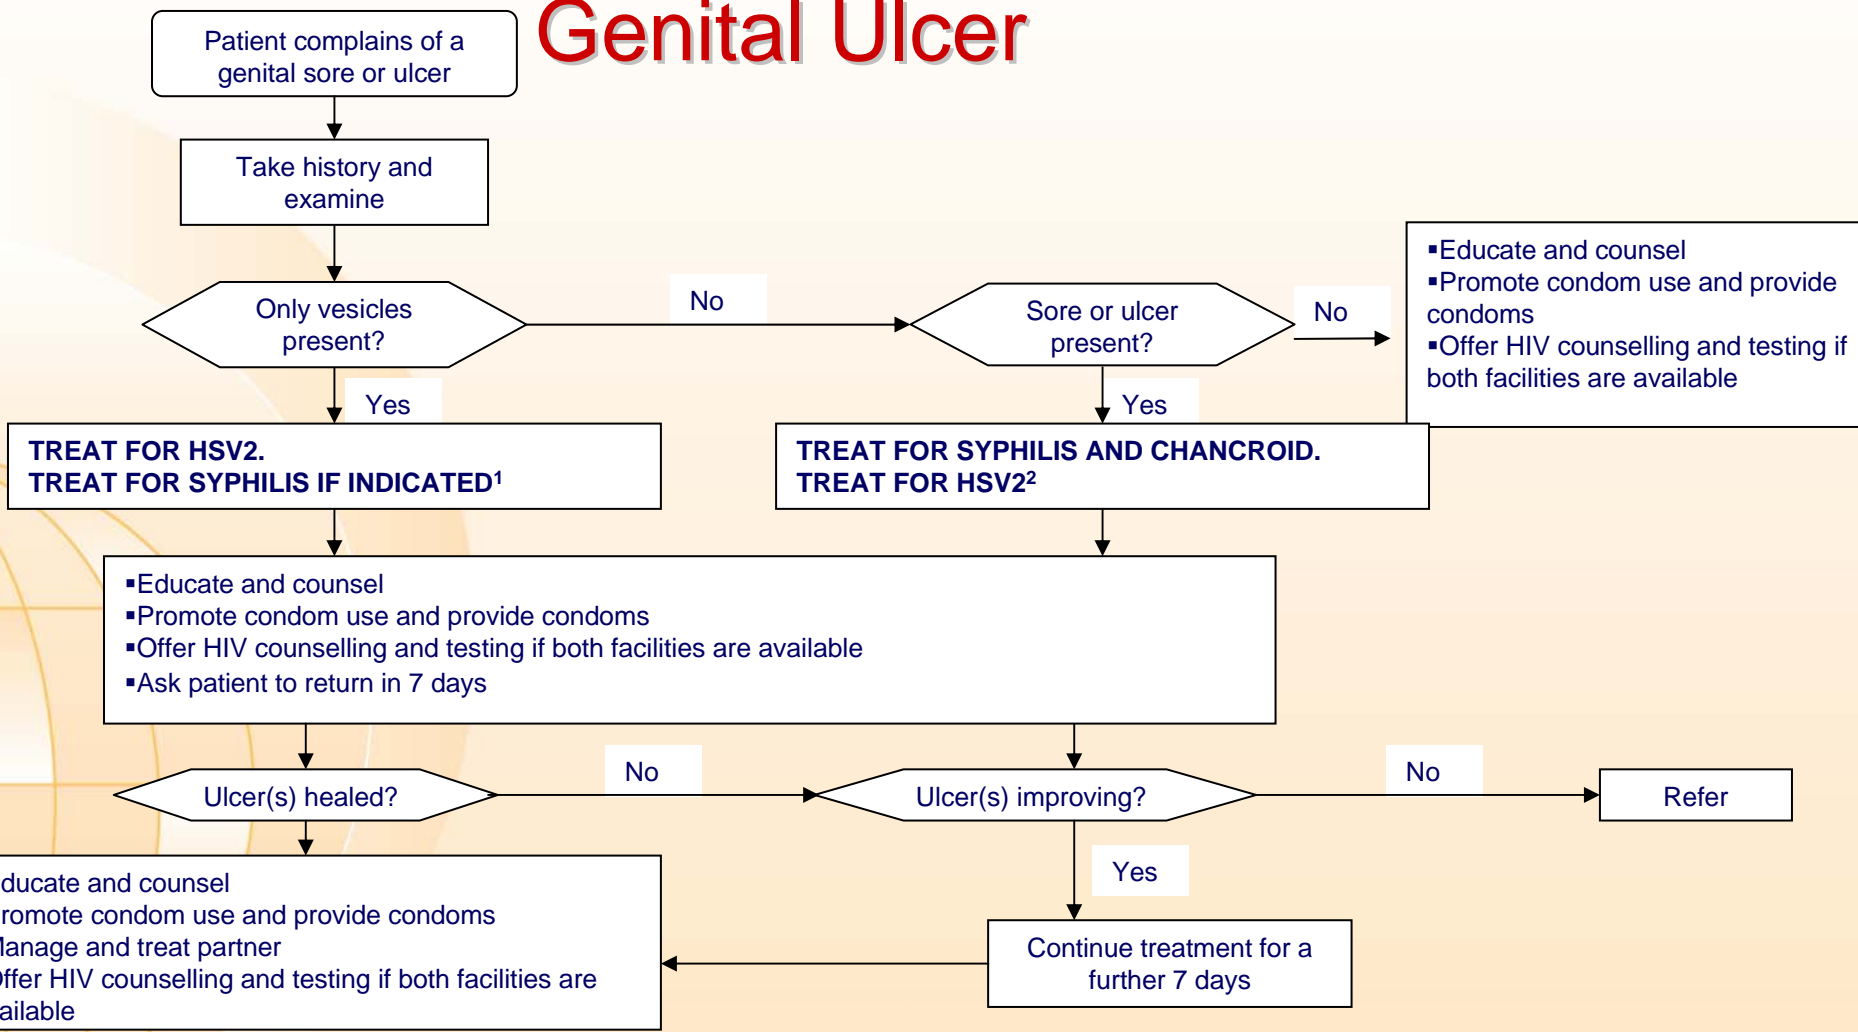 Genital Ulcer
Patient complains of a
genital sore or ulcer
Take history and
examine
Only vesicles
present?
No
Sore or ulcer
present?
No
▪Educate and counsel
▪Promote condom use and provide
condoms
▪Offer HIV counselling and testing if
both facilities are available
Yes
Yes
TREAT FOR HSV2.
TREAT FOR SYPHILIS IF INDICATED¹
TREAT FOR SYPHILIS AND CHANCROID.
TREAT FOR HSV2²
▪Educate and counsel
▪Promote condom use and provide condoms
▪Offer HIV counselling and testing if both facilities are available
▪Ask patient to return in 7 days
Ulcer(s) healed?
No
Ulcer(s) improving?
No
Refer
Yes
ducate and counsel
romote condom use and provide condoms
anage and treat partner
ffer HIV counselling and testing if both facilities are
ailable
Continue treatment for a
further 7 days